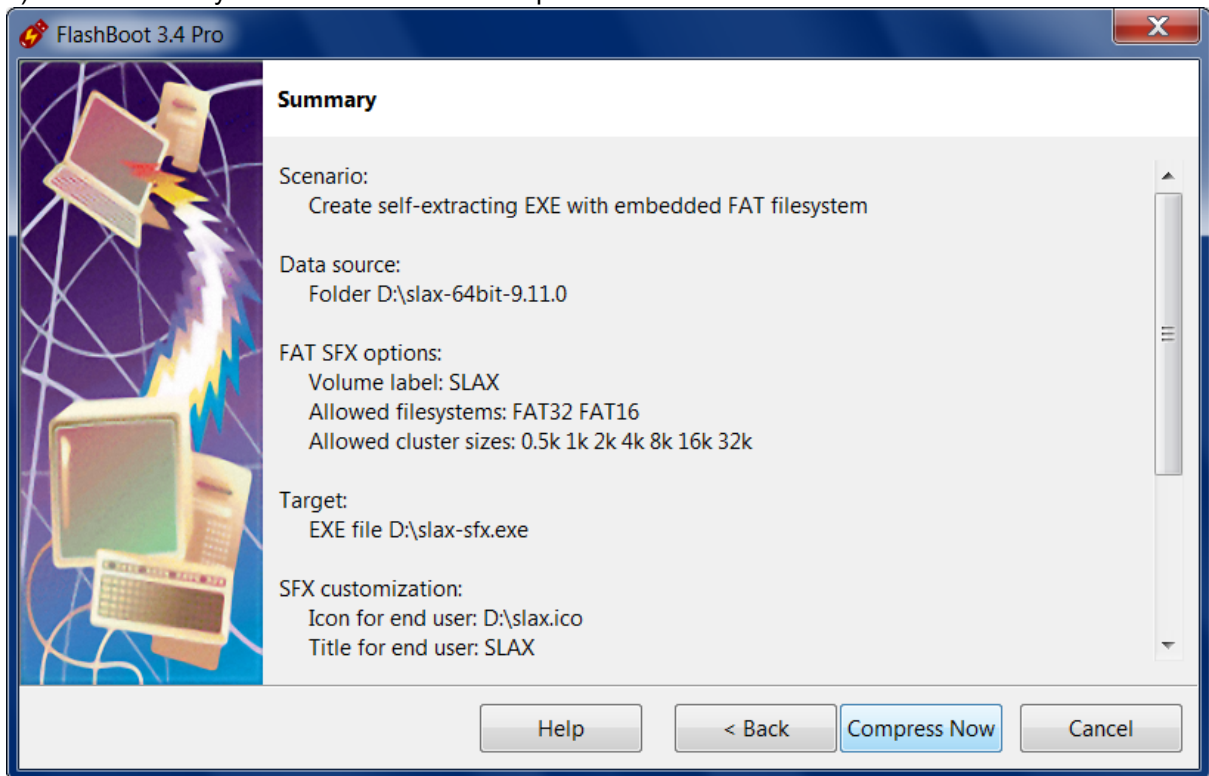 FlashBoot 3.4 Pro
X
Summary
Scenario:
Create self-extracting EXE with embedded FAT filesystem
Data source:
Folder D:\slax-64bit-9.11.0
FAT SFX options:
Volume label: SLAX
Allowed filesystems: FAT32 FAT16
Allowed cluster sizes: 0.5k 1k 2k 4k 8k 16k 32k
Target:
EXE file D:\slax-sfx.exe
SFX customization:
Icon for end user: D:\slax.ico
Title for end user: SLAX
Help
< Back
Compress Now
Cancel